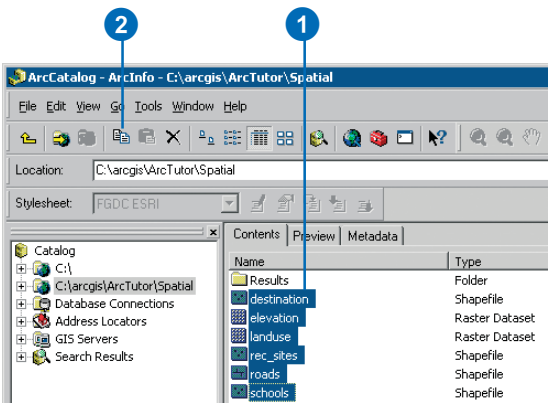 2 1
ArcCatalog - ArcInfo - C:\arcgis\ArcTutor\Spatial
File Edit View Go Tools Window Help
Location: C:\arcgis\ArcTutor\Spatial
Stylesheet: FGDC ESRI
Contents Preview Metadata
Catalog
C:\
C:\arcgis\ArcTutor\Spatial
Database Connections
Address Locators
GIS Servers
Search Results
Name Type
Results Folder
destination Shapefile
elevation Raster Dataset
landuse Raster Dataset
rec_sites Shapefile
roads Shapefile
schools Shapefile